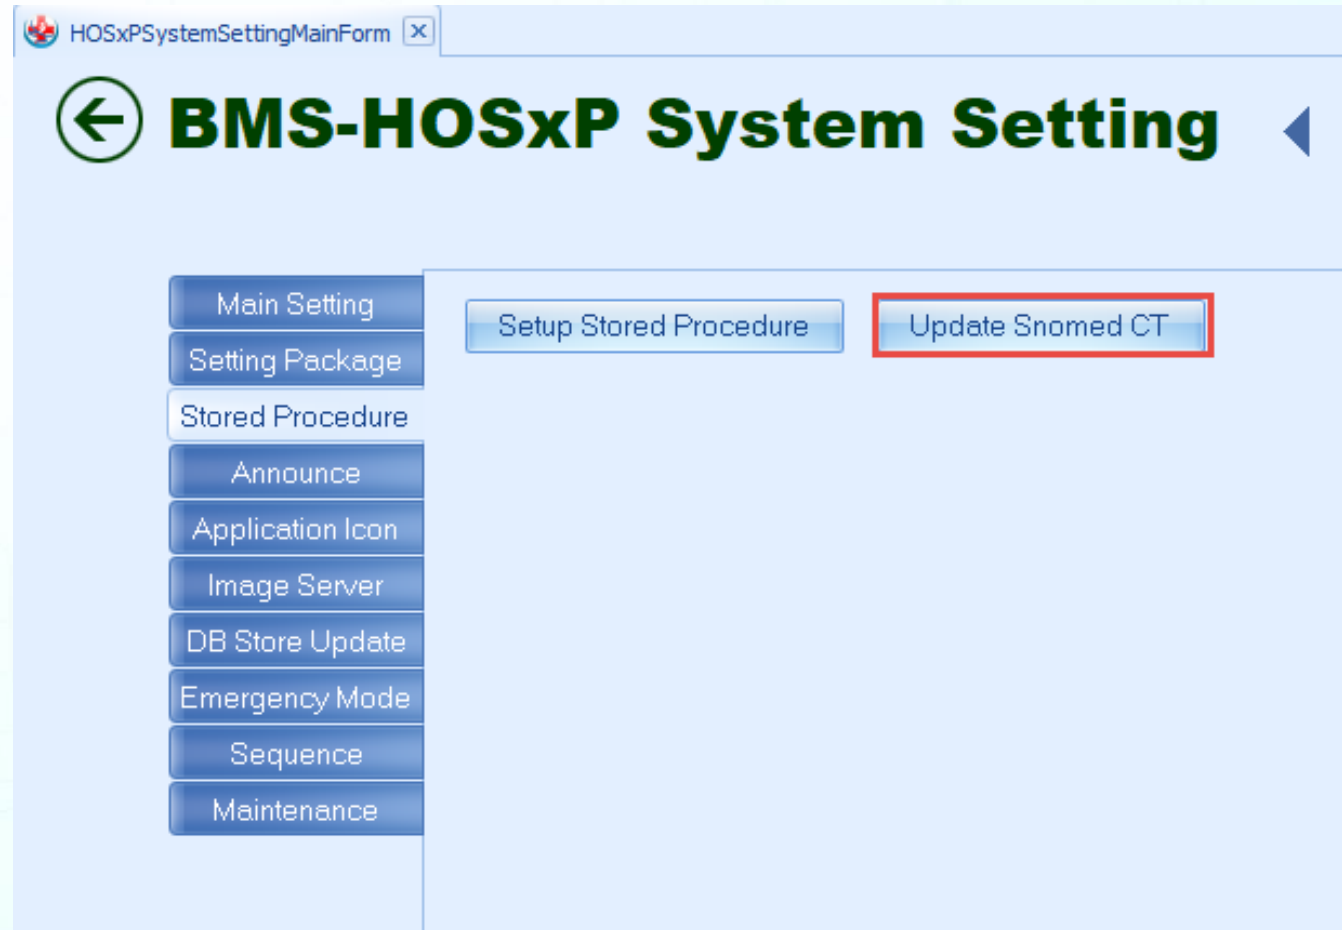 HOSxPSystemSettingMainForm
BMS-HOSxP System Setting
Main Setting
Setting Package
Stored Procedure
Announce
Application Icon
Image Server
DB Store Update
Emergency Mode
Sequence
Maintenance
Setup Stored Procedure
Update Snomed CT